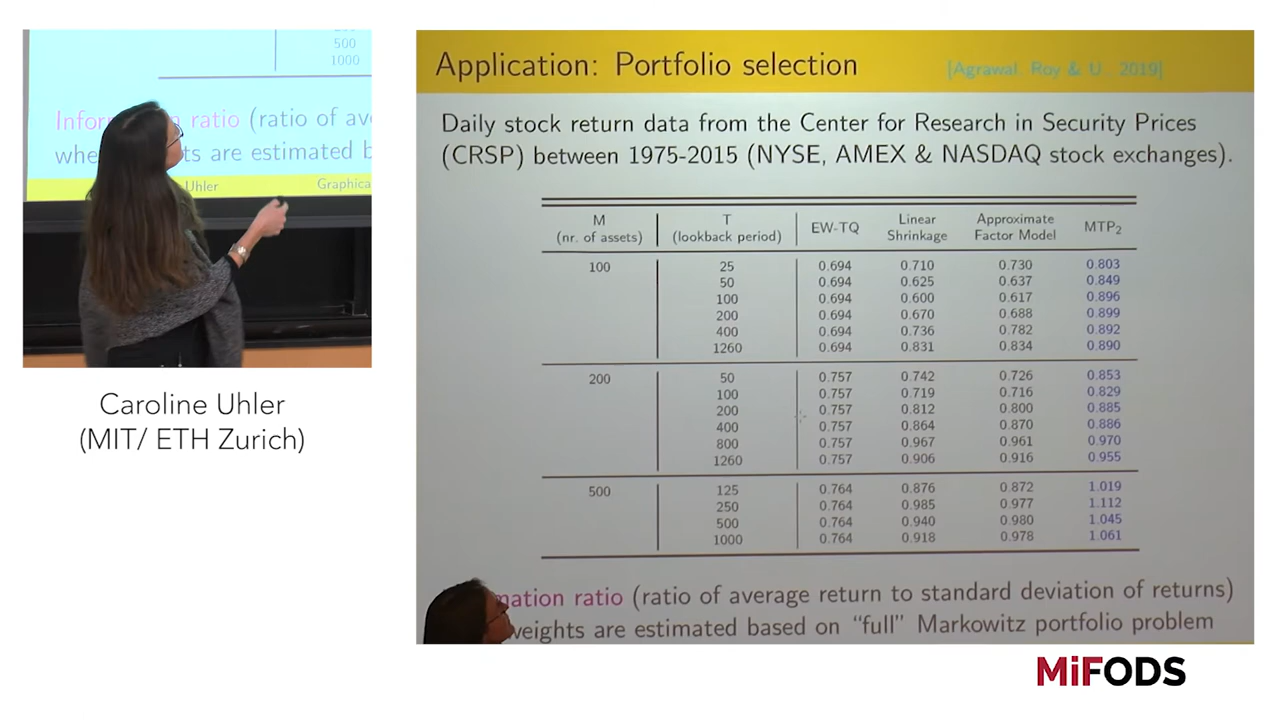 500
1000
Infor n ratio (ratio of av
whe ts are estimated b
Uhler Graphica
Caroline Uhler
(MIT/ ETH Zurich)
Application: Portfolio selection [Agrawal, Roy & U., 2019]
Daily stock return data from the Center for Research in Security Prices
(CRSP) between 1975-2015 (NYSE, AMEX & NASDAQ stock exchanges).
M T EW-TQ Linear Approximate MTP₂
(nr. of assets) (lookback period) Shrinkage Factor Model
100 25 0.694 0.710 0.730 0.803
50 0.694 0.625 0.637 0.849
100 0.694 0.600 0.617 0.896
200 0.694 0.670 0.688 0.899
400 0.694 0.736 0.782 0.892
1260 0.694 0.831 0.834 0.890
200 50 0.757 0.742 0.726 0.853
100 0.757 0.719 0.716 0.829
200 0.757 0.812 0.800 0.885
400 0.757 0.864 0.870 0.886
800 0.757 0.967 0.961 0.970
1260 0.757 0.906 0.916 0.955
500 125 0.764 0.876 0.872 1.019
250 0.764 0.985 0.977 1.112
500 0.764 0.940 0.980 1.045
1000 0.764 0.918 0.978 1.061
mation ratio (ratio of average return to standard deviation of returns)
weights are estimated based on “full” Markowitz portfolio problem
MiFODS